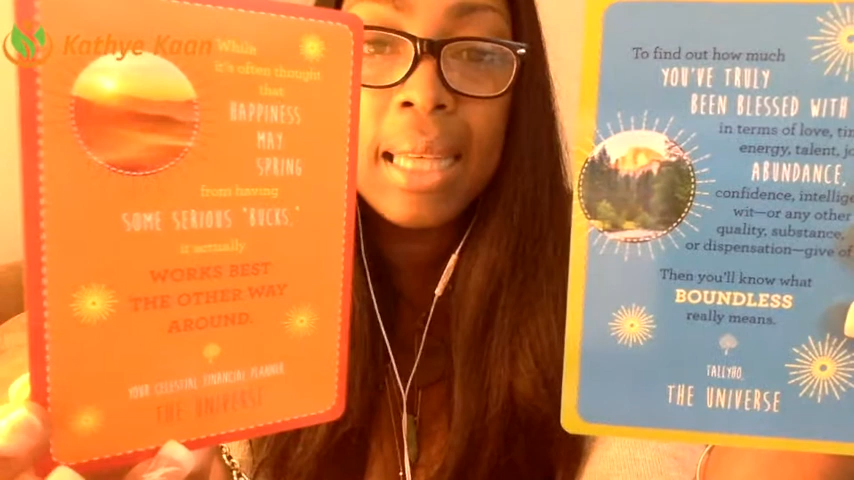 Kathye Kaan
While
it's often thought
that
HAPPINESS
MAY
SPRING
from having
SOME SERIOUS "BUCKS,"
it actually
WORKS BEST
THE OTHER WAY
AROUND.
YOUR CELESTIAL FINANCIAL PLANNER
THE UNIVERSE
To find out how much
YOU'VE TRULY
BEEN BLESSED WITH
in terms of love,
energy, talent,
ABUNDANCE,
confidence,
wit—or any other
quality, substance,
or dispensation—give
Then you'll know what
BOUNDLESS
really means.
TALLYHO,
THE UNIVERSE